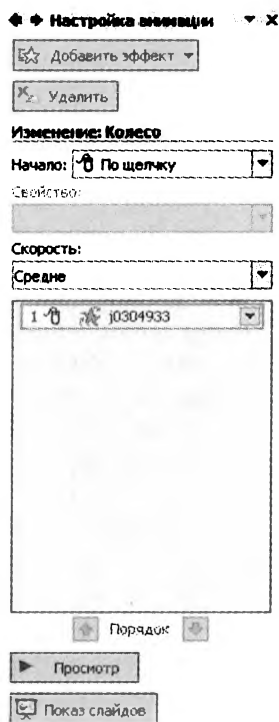 Настройка анимации
Добавить эффект
Удалить
Изменение: Колесо
Начало: По щелчку
Свойство:
Скорость:
Средне
1 j0304933
Порядок
Просмотр
Показ слайдов